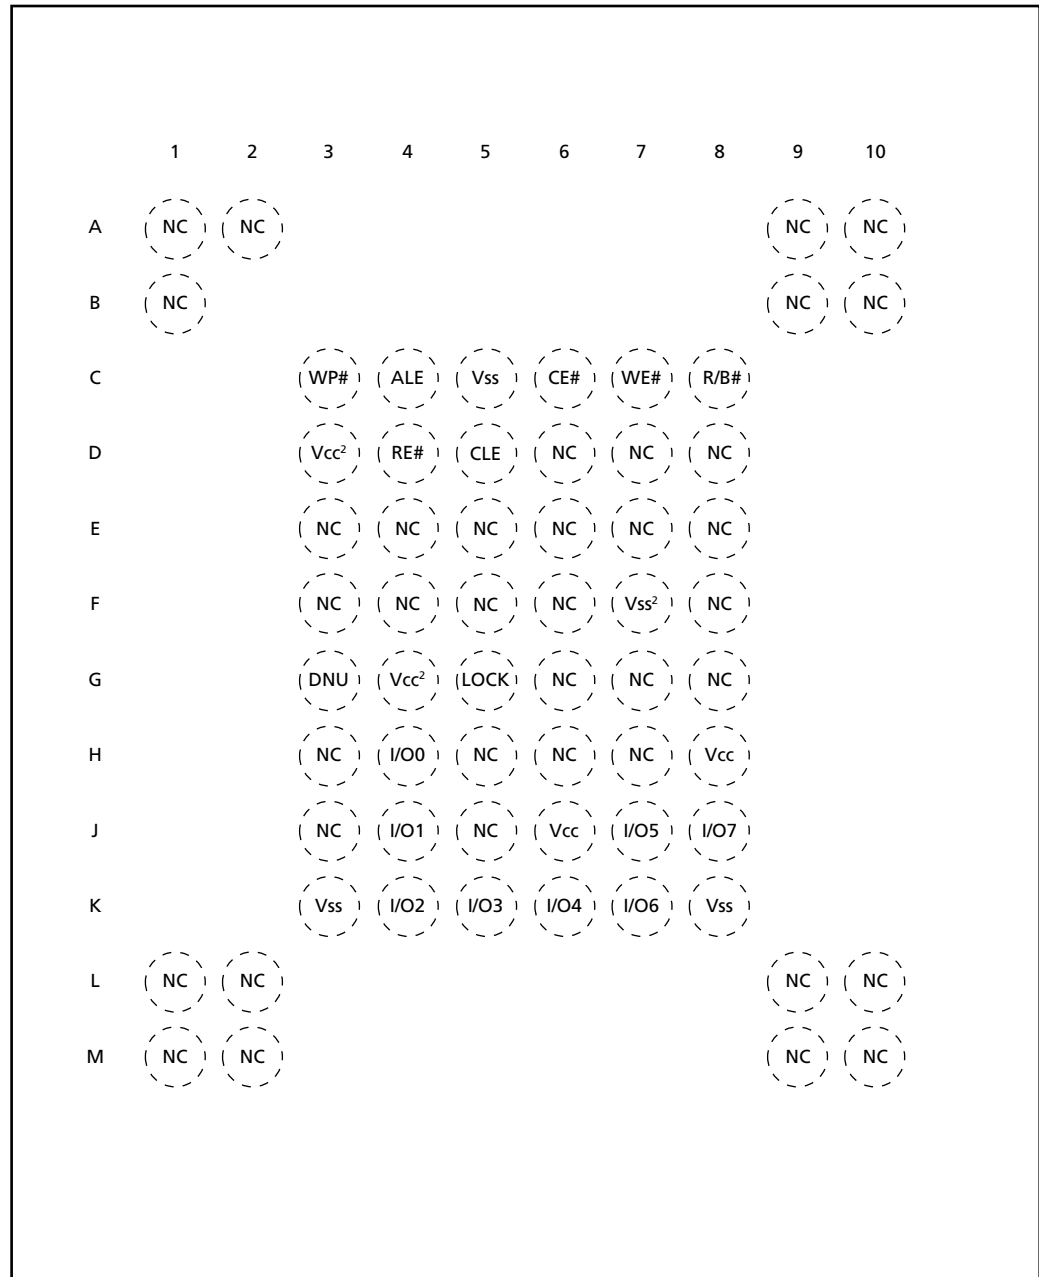 1 2 3 4 5 6 7 8 9 10
A NC NC NC NC
B NC NC NC
C WP# ALE Vss CE# WE# R/B#
D Vcc² RE# CLE NC NC NC
E NC NC NC NC NC NC
F NC NC NC NC Vss² NC
G DNU Vcc² LOCK NC NC NC
H NC I/O0 NC NC NC Vcc
J NC I/O1 NC Vcc I/O5 I/O7
K Vss I/O2 I/O3 I/O4 I/O6 Vss
L NC NC NC NC
M NC NC NC NC